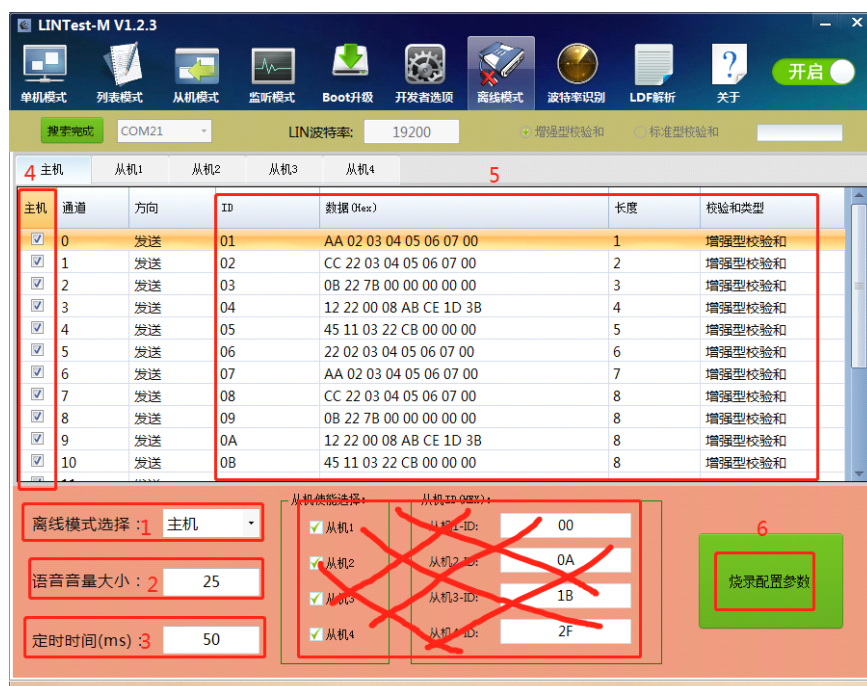 LINTest-M V1.2.3
单机模式 列表模式 从机模式 监听模式 Boot升级 开发者选项 离线模式 波特率识别 LDF解析 关于 开启
搜索完成 COM21 LIN波特率: 19200 增强型校验和 标准型校验和
4 主机 从机1 从机2 从机3 从机4 5
主机 通道 方向 ID 数据(Hex) 长度 校验和类型
0 发送 01 AA 02 03 04 05 06 07 00 1 增强型校验和
1 发送 02 CC 22 03 04 05 06 07 00 2 增强型校验和
2 发送 03 0B 22 7B 00 00 00 00 00 3 增强型校验和
3 发送 04 12 22 00 08 AB CE 1D 3B 4 增强型校验和
4 发送 05 45 11 03 22 CB 00 00 00 5 增强型校验和
5 发送 06 22 02 03 04 05 06 07 00 6 增强型校验和
6 发送 07 AA 02 03 04 05 06 07 00 7 增强型校验和
7 发送 08 CC 22 03 04 05 06 07 00 8 增强型校验和
8 发送 09 0B 22 7B 00 00 00 00 00 8 增强型校验和
9 发送 0A 12 22 00 08 AB CE 1D 3B 8 增强型校验和
10 发送 0B 45 11 03 22 CB 00 00 00 8 增强型校验和
从机使能选择: 从机ID(HEX):
离线模式选择: 1 主机 从机1 从机1-ID: 00 6
语音音量大小: 2 25 从机2 从机2-ID: 0A 烧录配置参数
从机3 从机3-ID: 1B
定时时间(ms) :3 50 从机4 从机4-ID: 2F